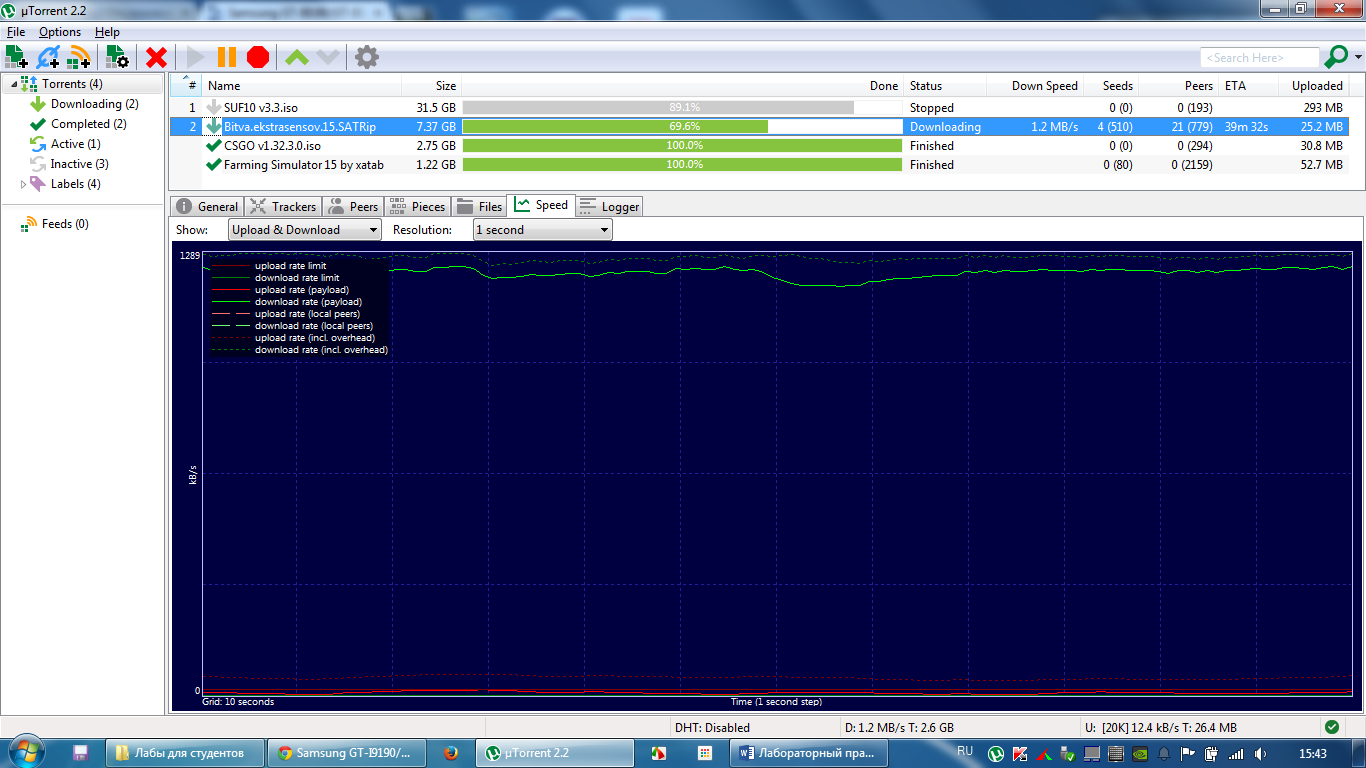 µTorrent 2.2
File Options Help
<Search Here>
Torrents (4)
Downloading (2)
Completed (2)
Active (1)
Inactive (3)
Labels (4)
Feeds (0)
# Name Size Done Status Down Speed Seeds Peers ETA Uploaded
1 SUF10 v3.3.iso 31.5 GB 89.1% Stopped 0 (0) 0 (193) 293 MB
2 Bitva.ekstrasensov.15.SATRip 7.37 GB 69.6% Downloading 1.2 MB/s 4 (510) 21 (779) 39m 32s 25.2 MB
CSGO v1.32.3.0.iso 2.75 GB 100.0% Finished 0 (0) 0 (294) 30.8 MB
Farming Simulator 15 by xatab 1.22 GB 100.0% Finished 0 (80) 0 (2159) 52.7 MB
General Trackers Peers Pieces Files Speed Logger
Show: Upload & Download Resolution: 1 second
1289
upload rate limit
download rate limit
upload rate (payload)
download rate (payload)
upload rate (local peers)
download rate (local peers)
upload rate (incl. overhead)
download rate (incl. overhead)
kB/s
0
Grid: 10 seconds Time (1 second step)
DHT: Disabled D: 1.2 MB/s T: 2.6 GB U: [20K] 12.4 kB/s T: 26.4 MB
Лабы для студентов Samsung GT-I9190/... µTorrent 2.2 Лабораторный пра... RU 15:43